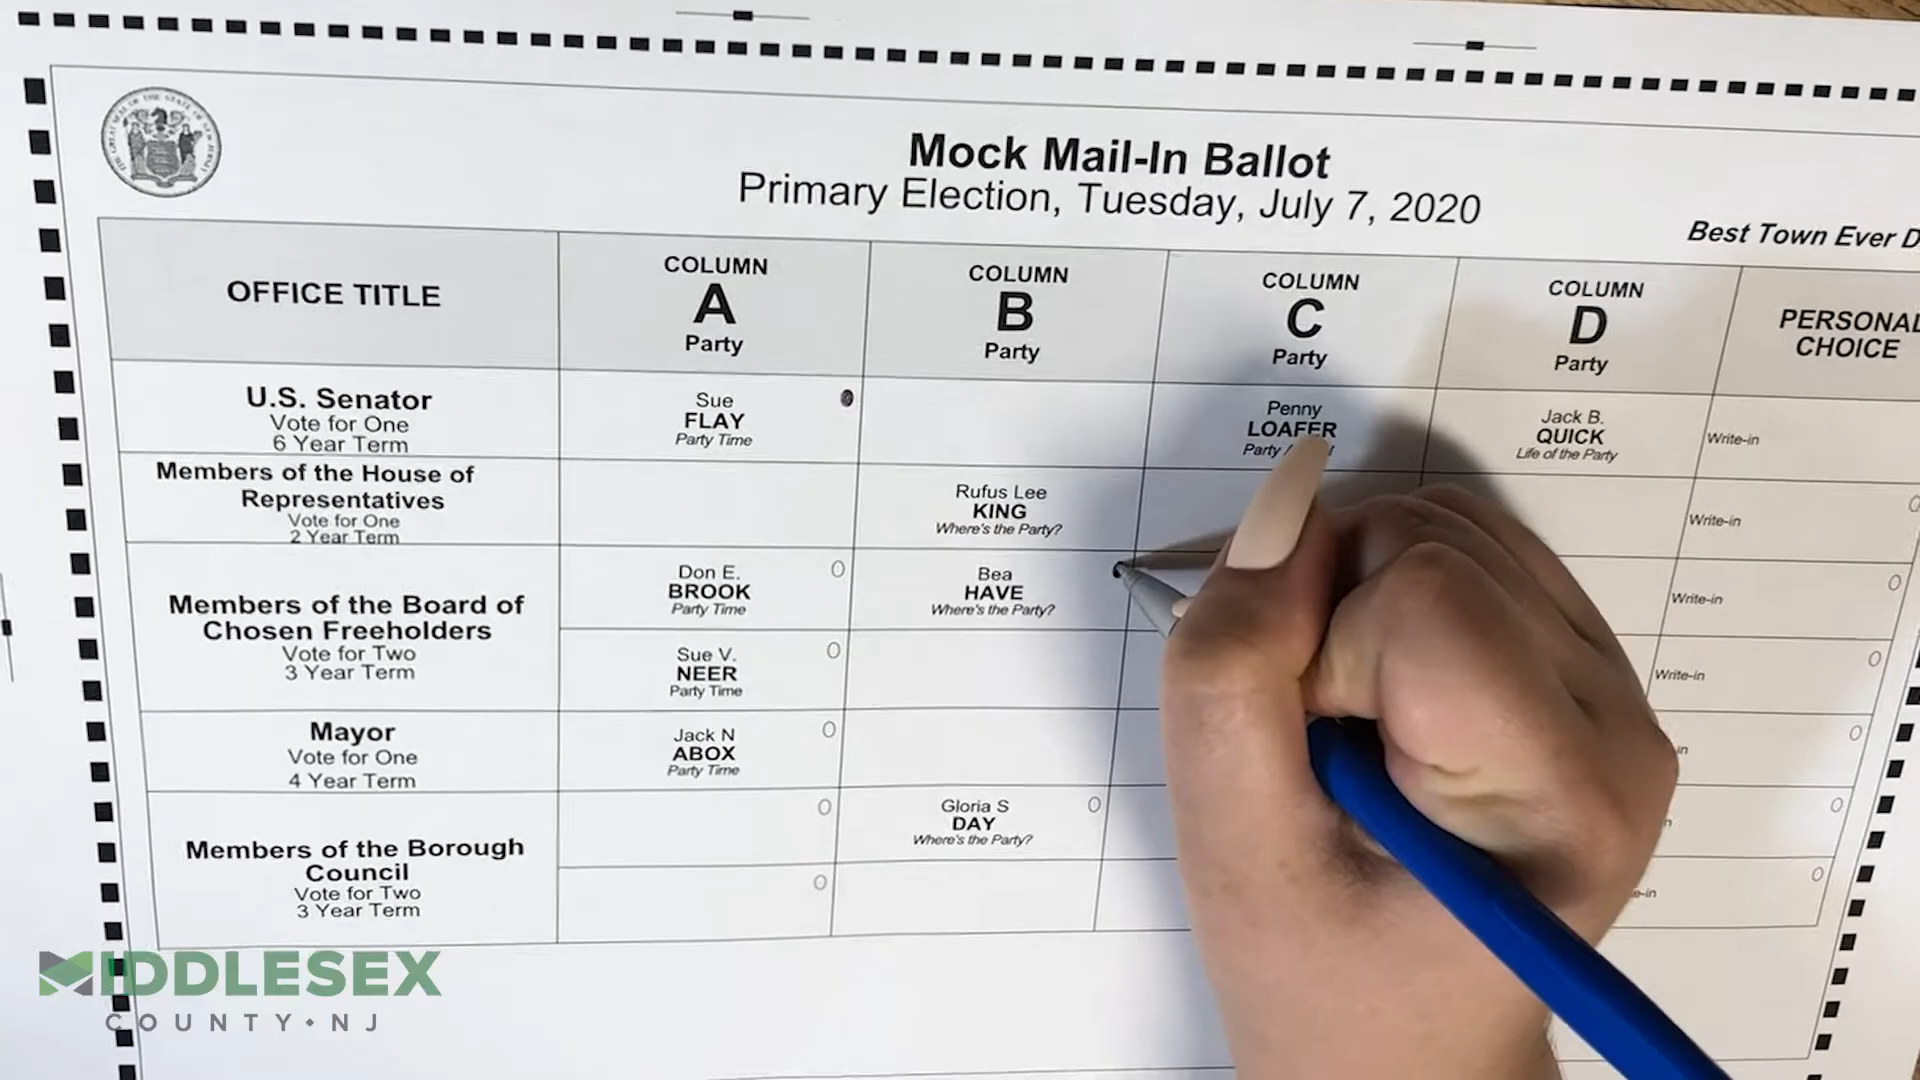 Mock Mail-In Ballot
Primary Election, Tuesday, July 7, 2020
Best Town Ever
OFFICE TITLE
COLUMN
A
Party
COLUMN
B
Party
COLUMN
C
Party
COLUMN
D
Party
PERSONAL
CHOICE
U.S. Senator
Vote for One
6 Year Term
Sue
FLAY
Party Time
Penny
LOAFER
Party
Jack B.
QUICK
Life of the Party
Write-in
Members of the House of
Representatives
Vote for One
2 Year Term
Rufus Lee
KING
Where's the Party?
Write-in
Members of the Board of
Chosen Freeholders
Vote for Two
3 Year Term
Don E.
BROOK
Party Time
Bea
HAVE
Where's the Party?
Write-in
Sue V.
NEER
Party Time
Write-in
Mayor
Vote for One
4 Year Term
Jack N
ABOX
Party Time
Members of the Borough
Council
Vote for Two
3 Year Term
Gloria S
DAY
Where's the Party?
MIDDLESEX
COUNTY•NJ